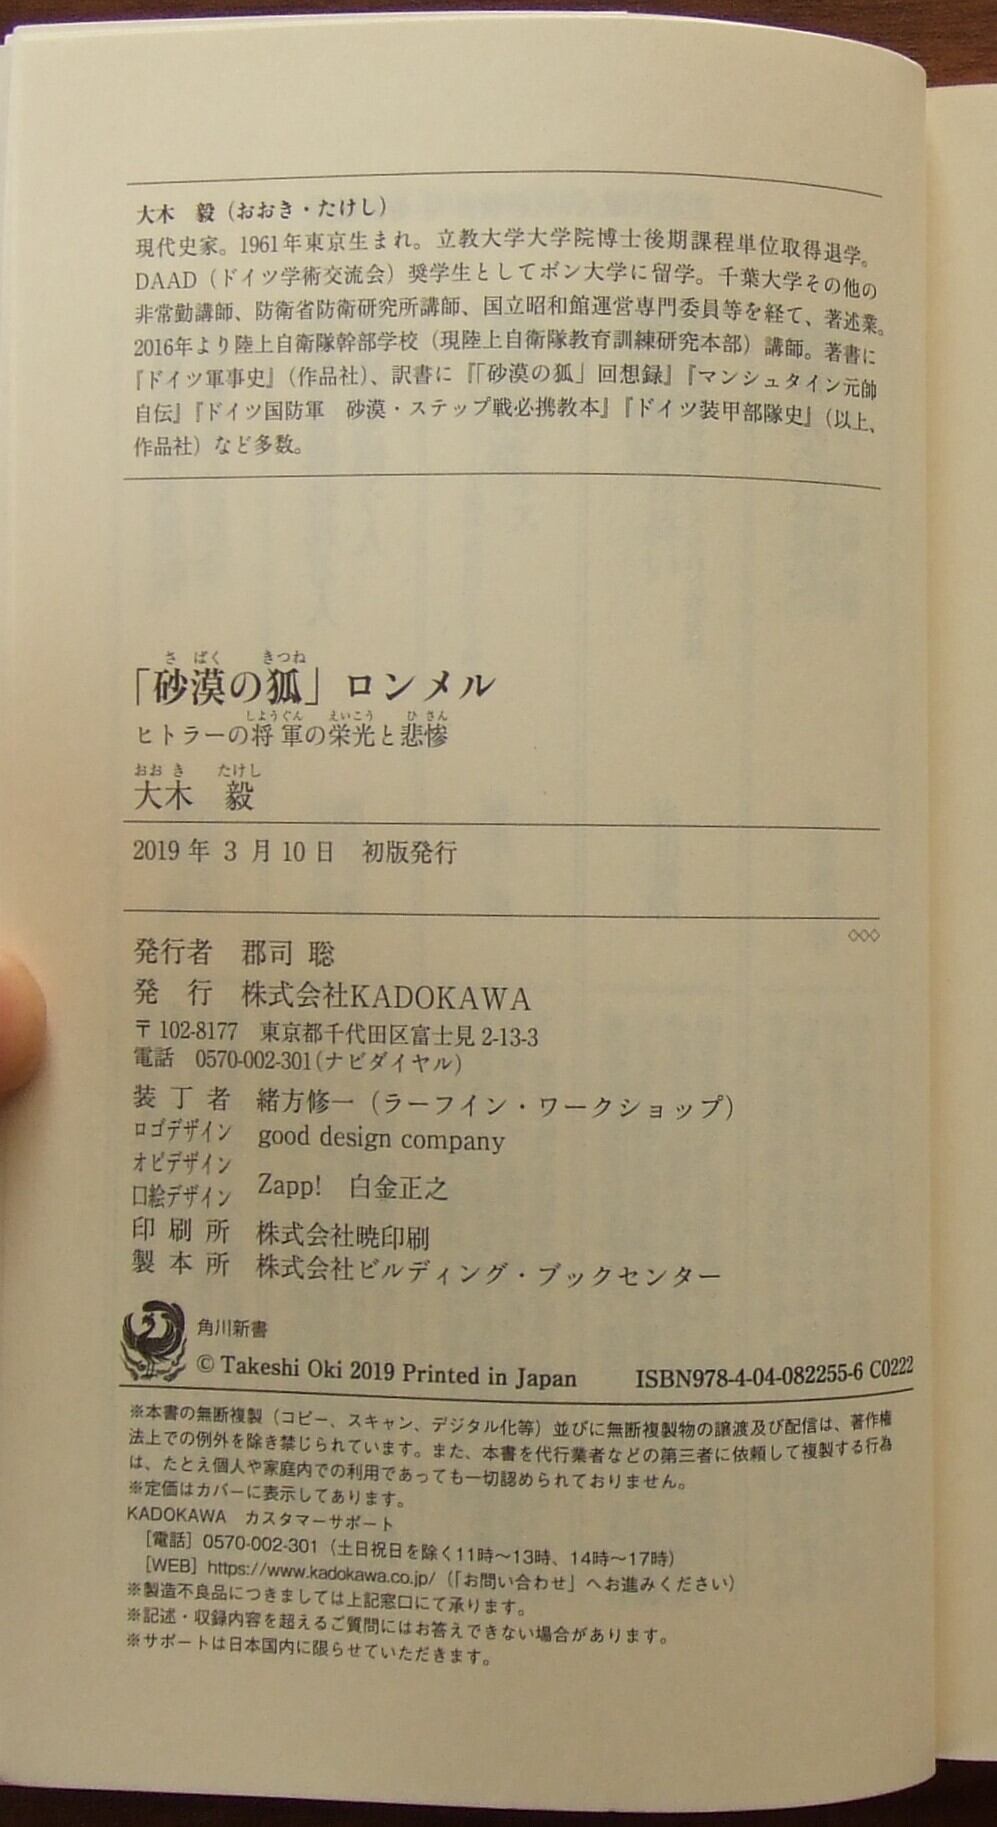 大木　毅（おおき・たけし）
現代史家。1961年東京生まれ。立教大学大学院博士後期課程単位取得退学。
DAAD（ドイツ学術交流会）奨学生としてボン大学に留学。千葉大学その他の
非常勤講師、防衛省防衛研究所講師、国立昭和館運営専門委員等を経て、著述業。
2016年より陸上自衛隊幹部学校（現陸上自衛隊教育訓練研究本部）講師。著書に
『ドイツ軍事史』（作品社）、訳書に『「砂漠の狐」回想録』『マンシュタイン元帥
自伝』『ドイツ国防軍　砂漠・ステップ戦必携教本』『ドイツ装甲部隊史』（以上、
作品社）など多数。
さばく　きつね
「砂漠の狐」ロンメル
しようぐん　えいこう　ひさん
ヒトラーの将軍の栄光と悲惨
おおき　たけし
大木　毅
2019年3月10日　初版発行
◇◇◇
発行者　郡司 聡
発　行　株式会社KADOKAWA
〒102-8177　東京都千代田区富士見 2-13-3
電話　0570-002-301（ナビダイヤル）
装丁者　緒方修一（ラーフイン・ワークショップ）
ロゴデザイン　good design company
オビデザイン
口絵デザイン　Zapp!　白金正之
印刷所　株式会社暁印刷
製本所　株式会社ビルディング・ブックセンター
角川新書
© Takeshi Oki 2019 Printed in Japan　ISBN978-4-04-082255-6 C0222
※本書の無断複製（コピー、スキャン、デジタル化等）並びに無断複製物の譲渡及び配信は、著作権
法上での例外を除き禁じられています。また、本書を代行業者などの第三者に依頼して複製する行為
は、たとえ個人や家庭内での利用であっても一切認められておりません。
※定価はカバーに表示してあります。
KADOKAWA　カスタマーサポート
［電話］0570-002-301（土日祝日を除く11時～13時、14時～17時）
［WEB］https://www.kadokawa.co.jp/（「お問い合わせ」へお進みください）
※製造不良品につきましては上記窓口にて承ります。
※記述・収録内容を超えるご質問にはお答えできない場合があります。
※サポートは日本国内に限らせていただきます。